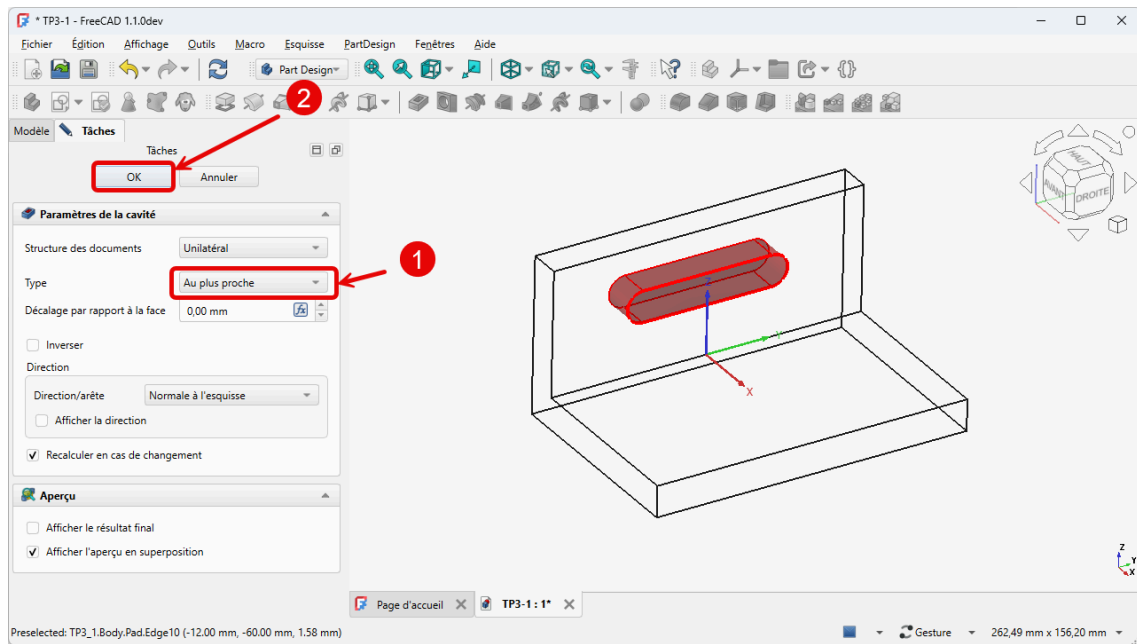 * TP3-1 - FreeCAD 1.1.0dev
Fichier Édition Affichage Outils Macro Esquisse PartDesign Fenêtres Aide
Part Design
2
Modèle Tâches
Tâches
OK Annuler
Paramètres de la cavité
Structure des documents Unilatéral
1
Type Au plus proche
Décalage par rapport à la face 0,00 mm
Inverser
Direction
Direction/arête Normale à l'esquisse
Afficher la direction
Recalculer en cas de changement
Aperçu
Afficher le résultat final
Afficher l'aperçu en superposition
HAUT
AVANT DROITE
Z
Y
X
Z
Y
X
Page d'accueil TP3-1 : 1*
Preselected: TP3_1.Body.Pad.Edge10 (-12.00 mm, -60.00 mm, 1.58 mm) Gesture 262,49 mm x 156,20 mm